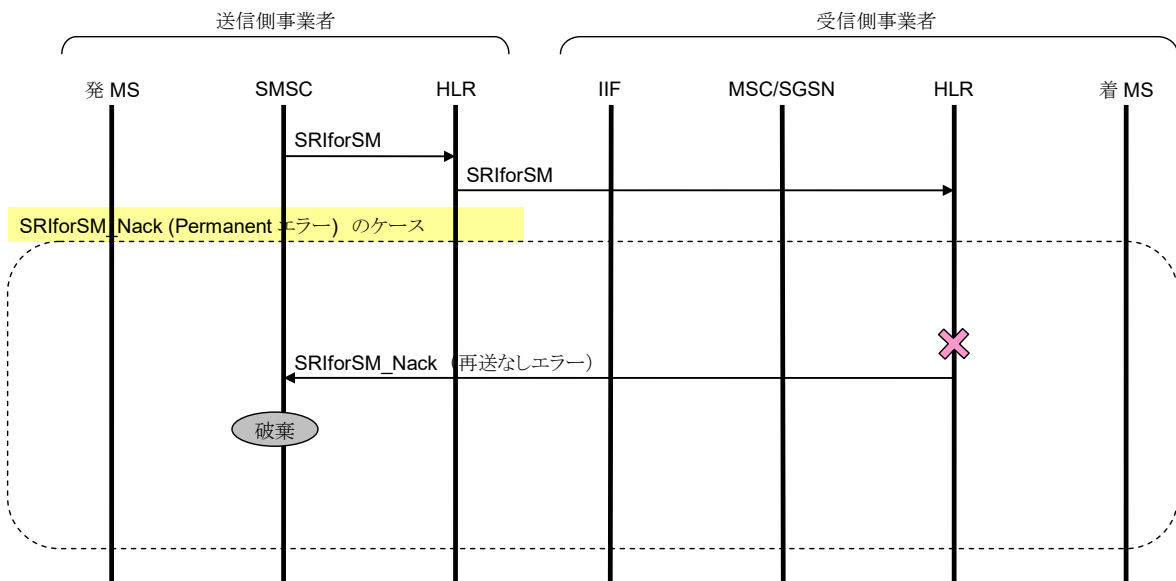 送信側事業者
受信側事業者
発 MS
SMSC
HLR
IIF
MSC/SGSN
HLR
着 MS
SRIforSM
SRIforSM
SRIforSM_Nack (Permanent エラー) のケース
SRIforSM_Nack (再送なしエラー)
破棄